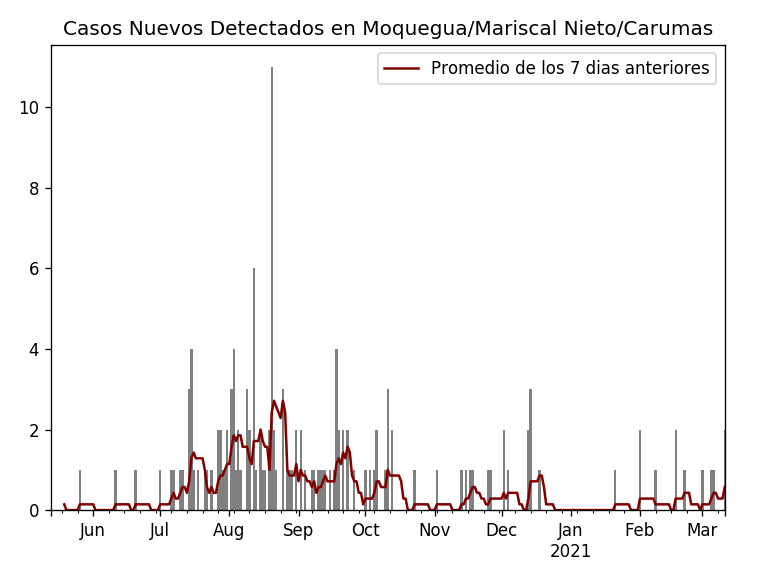 Casos Nuevos Detectados en Moquegua/Mariscal Nieto/Carumas
Promedio de los 7 dias anteriores
10
8
6
4
2
0
Jun Jul Aug Sep Oct Nov Dec Jan Feb Mar
2021